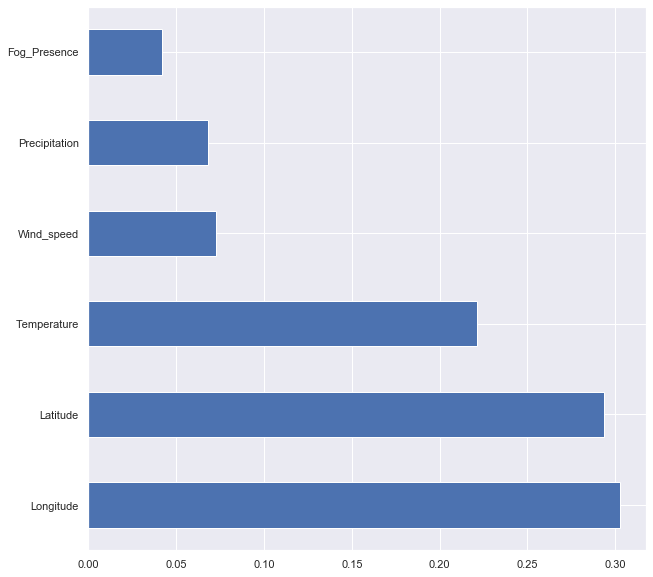 Fog_Presence
Precipitation
Wind_speed
Temperature
Latitude
Longitude
0.00 0.05 0.10 0.15 0.20 0.25 0.30